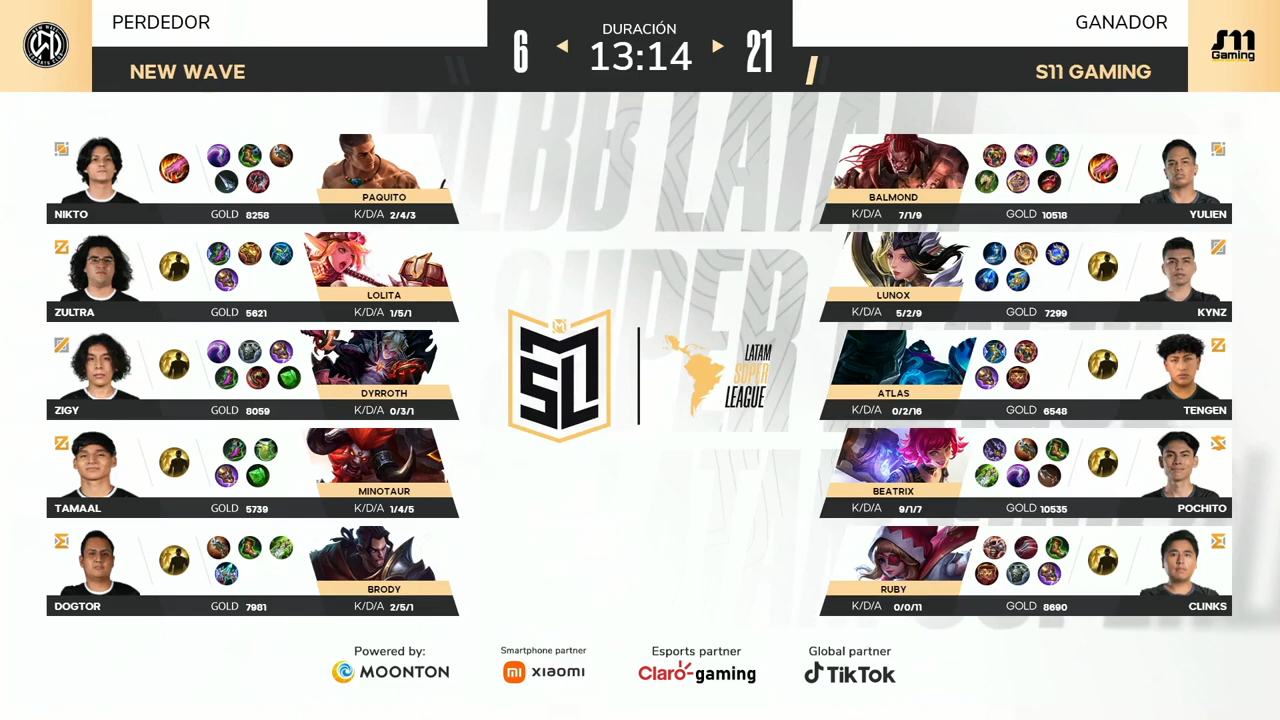 PERDEDOR
NEW WAVE
6
DURACIÓN
13:14
21
GANADOR
S11 GAMING
S11
Gaming
MLBB LATAM
SUPER
NIKTO GOLD 8258
PAQUITO
K/D/A 2/4/3
BALMOND
K/D/A 7/1/9 GOLD 10518 YULIEN
ZULTRA GOLD 5621
LOLITA
K/D/A 1/5/1
LUNOX
K/D/A 5/2/9 GOLD 7299 KYNZ
ZIGY GOLD 8059
DYRROTH
K/D/A 0/3/1
ATLAS
K/D/A 0/2/16 GOLD 6548 TENGEN
TAMAAL GOLD 5739
MINOTAUR
K/D/A 1/4/5
BEATRIX
K/D/A 9/1/7 GOLD 10535 POCHITO
DOGTOR GOLD 7981
BRODY
K/D/A 2/5/1
RUBY
K/D/A 0/0/11 GOLD 8690 CLINKS
MSL
LATAM
SUPER
LEAGUE
Powered by:
MOONTON
Smartphone partner
mi xiaomi
Esports partner
Claro-gaming
Global partner
TikTok